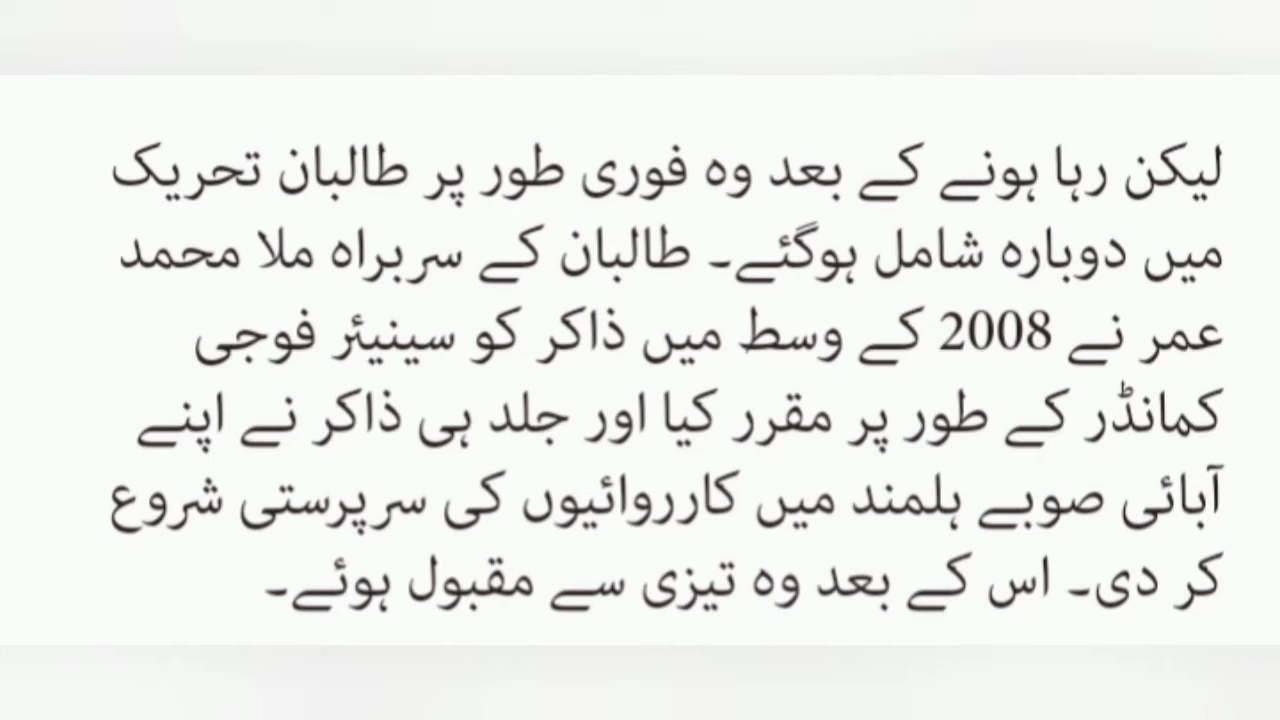 لیکن رہا ہونے کے بعد وہ فوری طور پر طالبان تحریک
میں دوبارہ شامل ہوگئے۔ طالبان کے سربراہ ملا محمد
عمر نے 2008 کے وسط میں ذاکر کو سینیئر فوجی
کمانڈر کے طور پر مقرر کیا اور جلد ہی ذاکر نے اپنے
آبائی صوبے ہلمند میں کارروائیوں کی سرپرستی شروع
کر دی۔ اس کے بعد وہ تیزی سے مقبول ہوئے۔